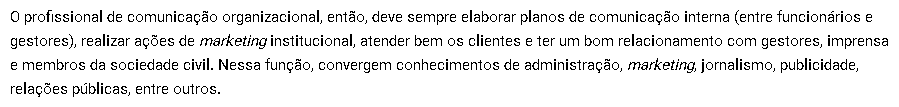 O profissional de comunicação organizacional, então, deve sempre elaborar planos de comunicação interna (entre funcionários e
gestores), realizar ações de marketing institucional, atender bem os clientes e ter um bom relacionamento com gestores, imprensa
e membros da sociedade civil. Nessa função, convergem conhecimentos de administração, marketing, jornalismo, publicidade,
relações públicas, entre outros.